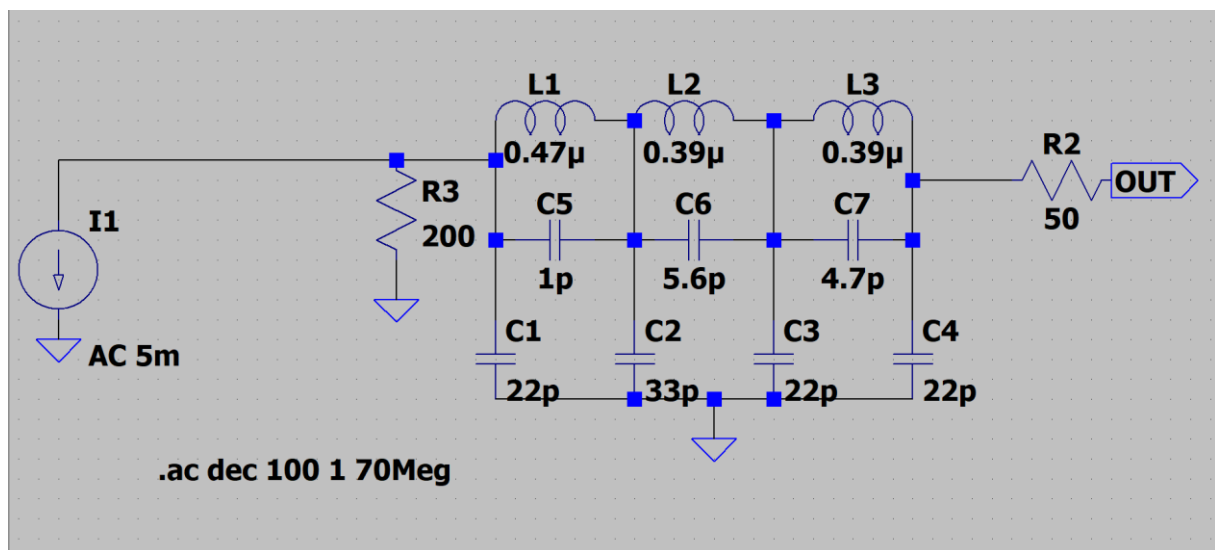 L1
L2
L3
0.47µ
0.39µ
0.39µ
R2
50
OUT
R3
200
I1
C5
C6
C7
1p
5.6p
4.7p
C1
C2
C3
C4
22p
33p
22p
22p
AC 5m
.ac dec 100 1 70Meg